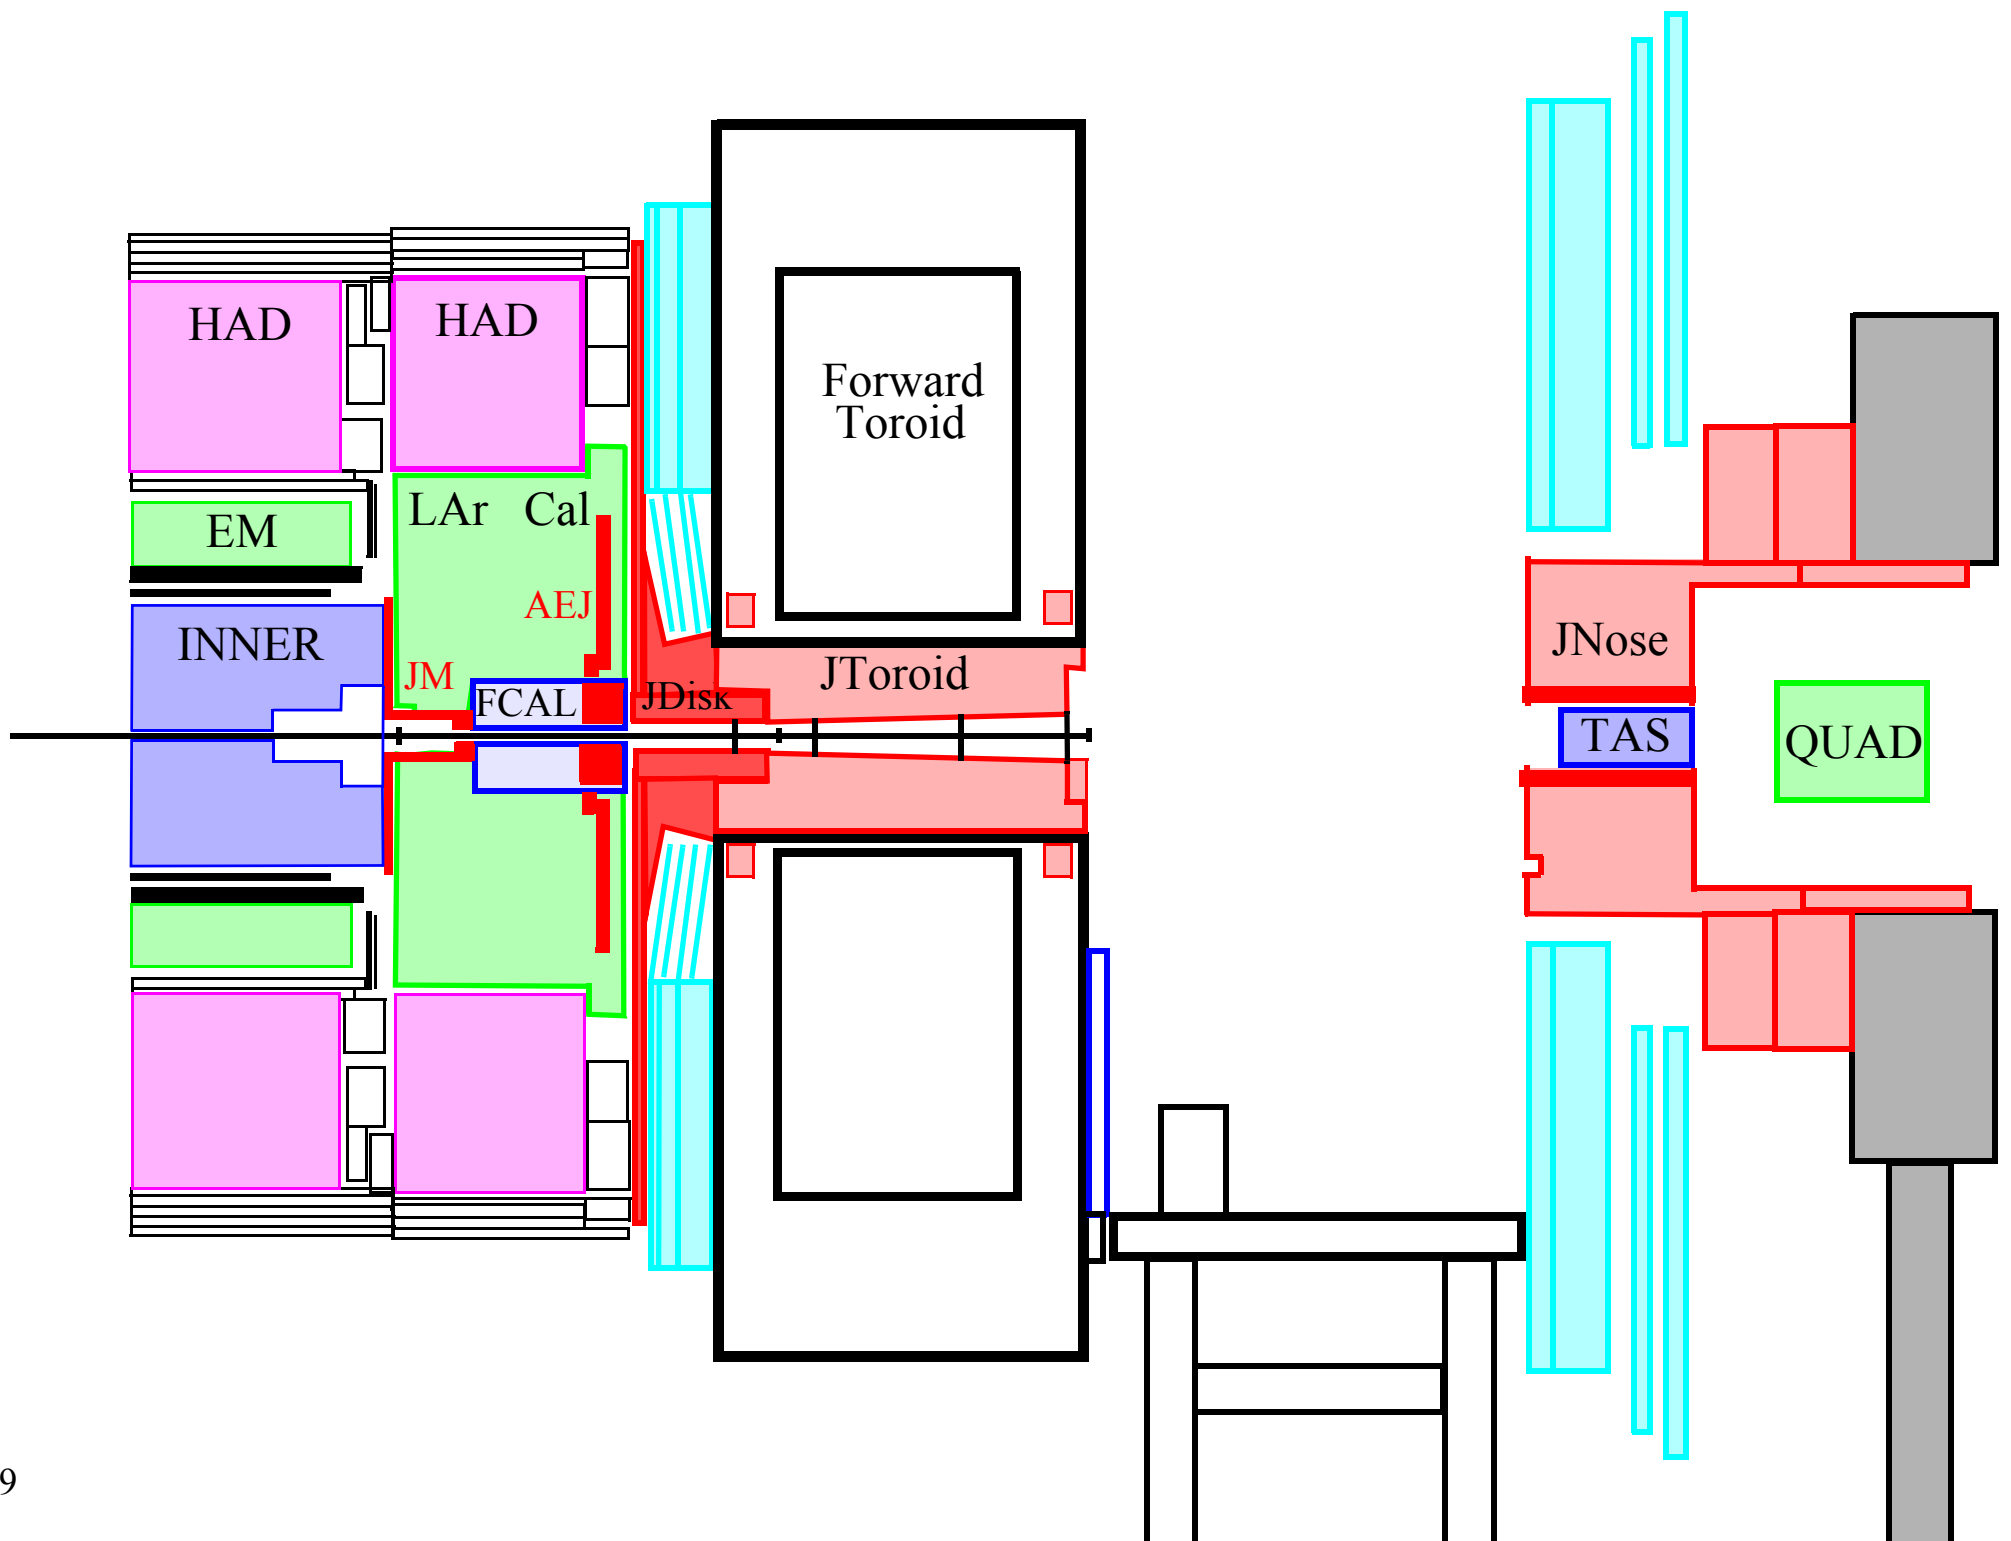 HAD
HAD
Forward
Toroid
LAr Cal
EM
AEJ
INNER
JNose
JM
JToroid
FCAL
JDisk
TAS
QUAD
9